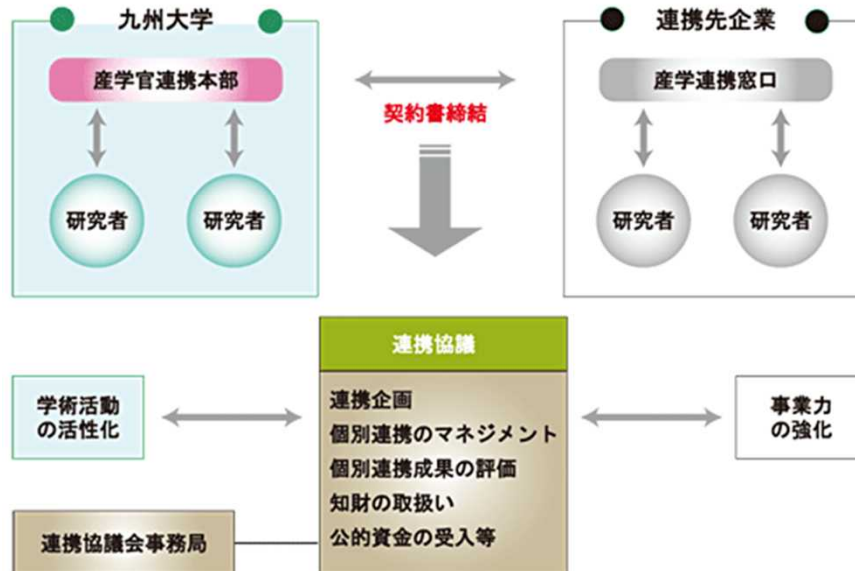 九州大学
産学官連携本部
研究者
研究者
契約書締結
連携先企業
産学連携窓口
研究者
研究者
連携協議
連携企画
個別連携のマネジメント
個別連携成果の評価
知財の取扱い
公的資金の受入等
学術活動
の活性化
事業力
の強化
連携協議会事務局